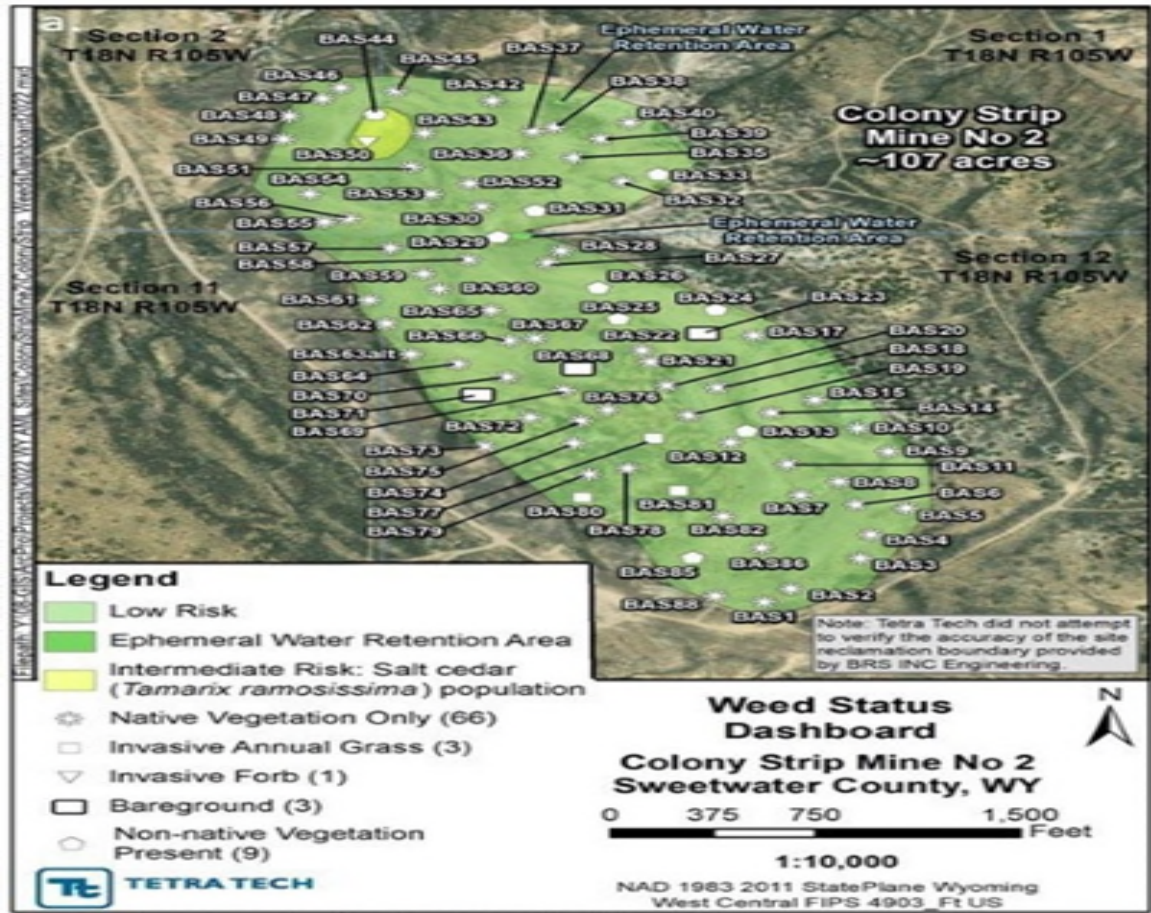 a
Section 2
T18N R105W
BAS44
BAS45
BAS37
Ephemeral Water
Retention Area
Section 1
T18N R105W
BAS46
BAS47
BAS42
BAS38
BAS48
BAS43
BAS40
Colony Strip
Mine No 2
~107 acres
BAS49
BAS50
BAS36
BAS39
BAS35
BAS51
BAS54
BAS52
BAS33
BAS53
BAS32
BAS56
BAS30
BAS31
BAS55
Ephemeral Water
Retention Area
BAS57
BAS29
BAS28
BAS58
BAS27
Section 12
T18N R105W
BAS59
BAS26
Section 11
T18N R105W
BAS60
BAS61
BAS25
BAS24
BAS23
BAS65
BAS62
BAS67
BAS22
BAS17
BAS20
BAS66
BAS18
BAS63alt
BAS68
BAS21
BAS19
BAS64
BAS70
BAS76
BAS15
BAS71
BAS14
BAS69
BAS72
BAS13
BAS10
BAS73
BAS12
BAS9
BAS75
BAS11
BAS74
BAS8
BAS6
BAS77
BAS80
BAS81
BAS7
BAS5
BAS79
BAS78
BAS82
BAS4
BAS85
BAS86
BAS3
BAS88
BAS2
BAS1
Note: Tetra Tech did not attempt
to verify the accuracy of the site
reclamation boundary provided
by BRS INC Engineering.
Legend
Low Risk
Ephemeral Water Retention Area
Intermediate Risk: Salt cedar
(Tamarix ramosissima) population
Native Vegetation Only (66)
Invasive Annual Grass (3)
Invasive Forb (1)
Bareground (3)
Non-native Vegetation
Present (9)
Tt TETRA TECH
Weed Status
Dashboard
Colony Strip Mine No 2
Sweetwater County, WY
N
0 375 750 1,500
Feet
1:10,000
NAD 1983 2011 StatePlane Wyoming
West Central FIPS 4903_Ft US